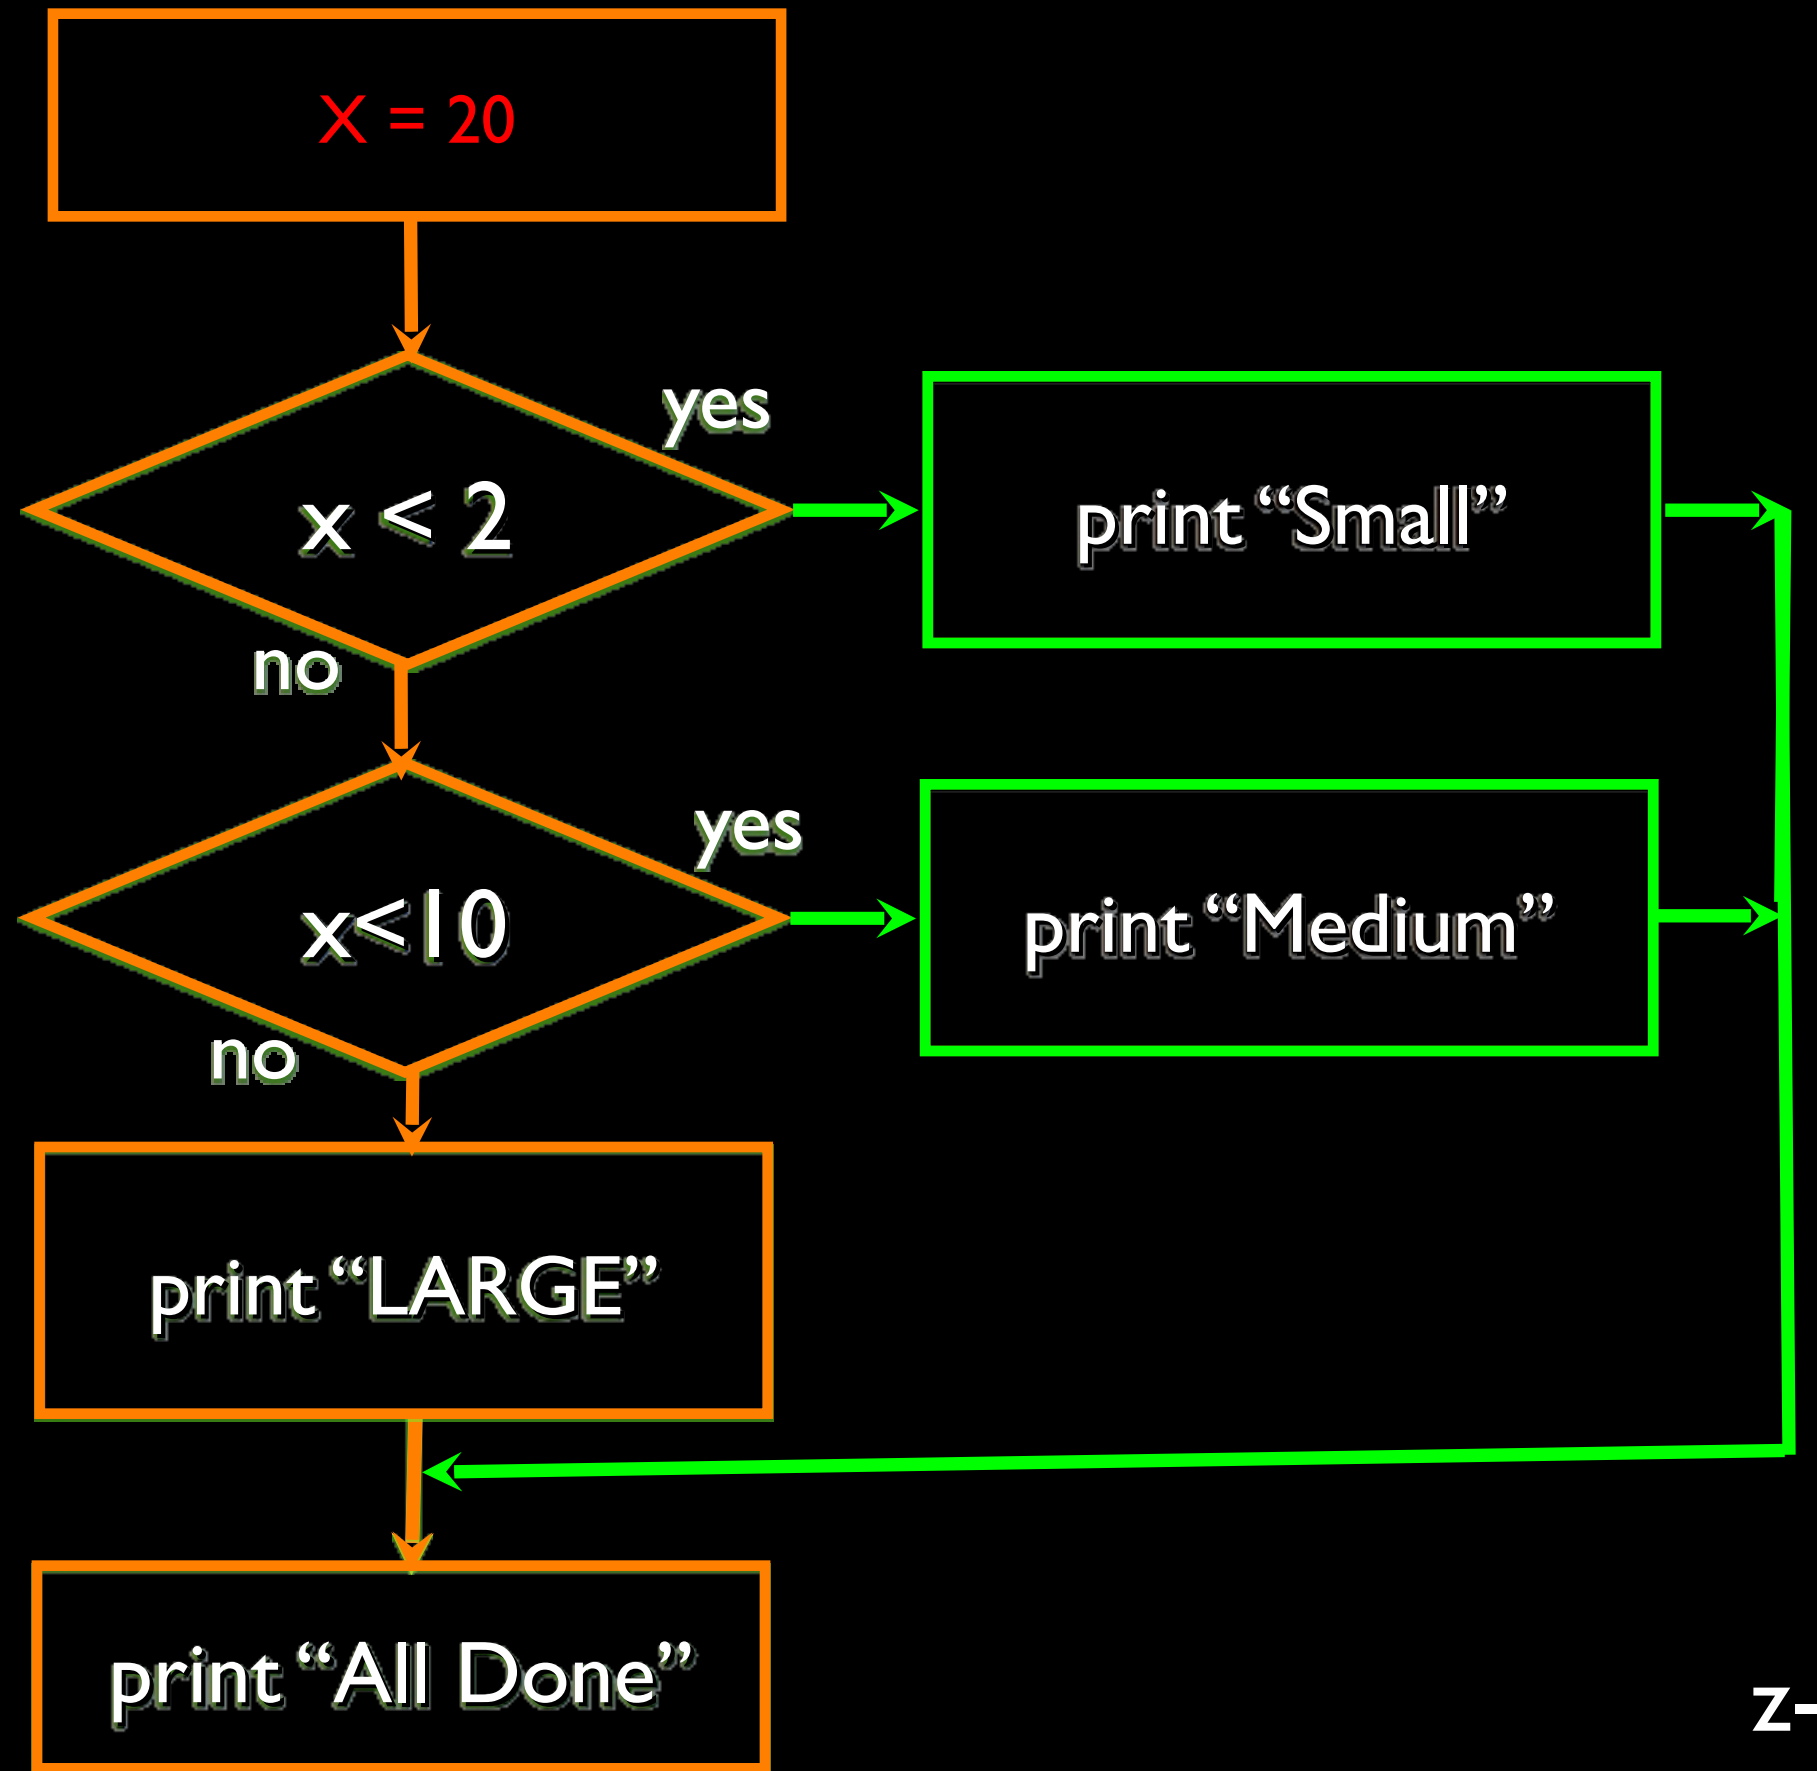 X = 20
yes
x < 2
print “Small”
no
yes
x<10
print “Medium”
no
print “LARGE”
print “All Done”
z-